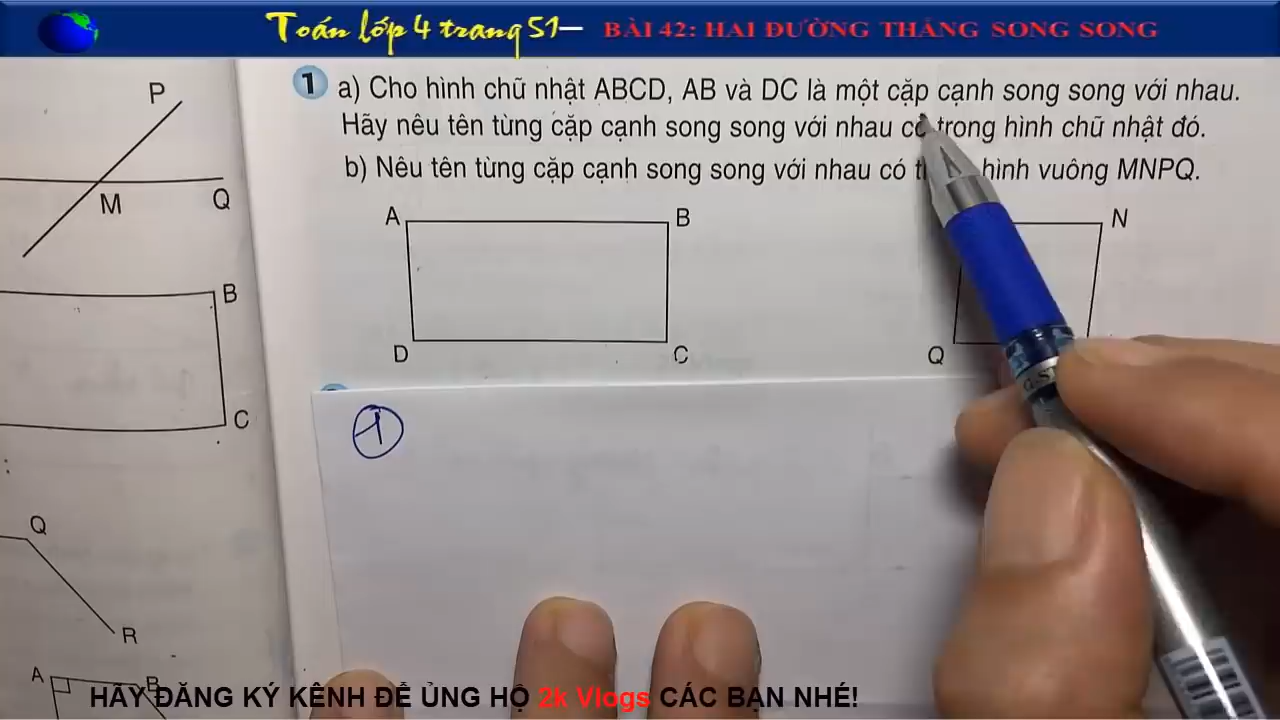 Toán lớp 4 trang 51– BÀI 42: HAI ĐƯỜNG THẲNG SONG SONG
1 a) Cho hình chữ nhật ABCD, AB và DC là một cặp cạnh song song với nhau.
Hãy nêu tên từng cặp cạnh song song với nhau có trong hình chữ nhật đó.
b) Nêu tên từng cặp cạnh song song với nhau có hình vuông MNPQ.
P
M Q
B
C
Q
R
A B
A B
D C
N
Q
1
G-ST
HÃY ĐĂNG KÝ KÊNH ĐỂ ỦNG HỘ 2k Vlogs CÁC BẠN NHÉ!